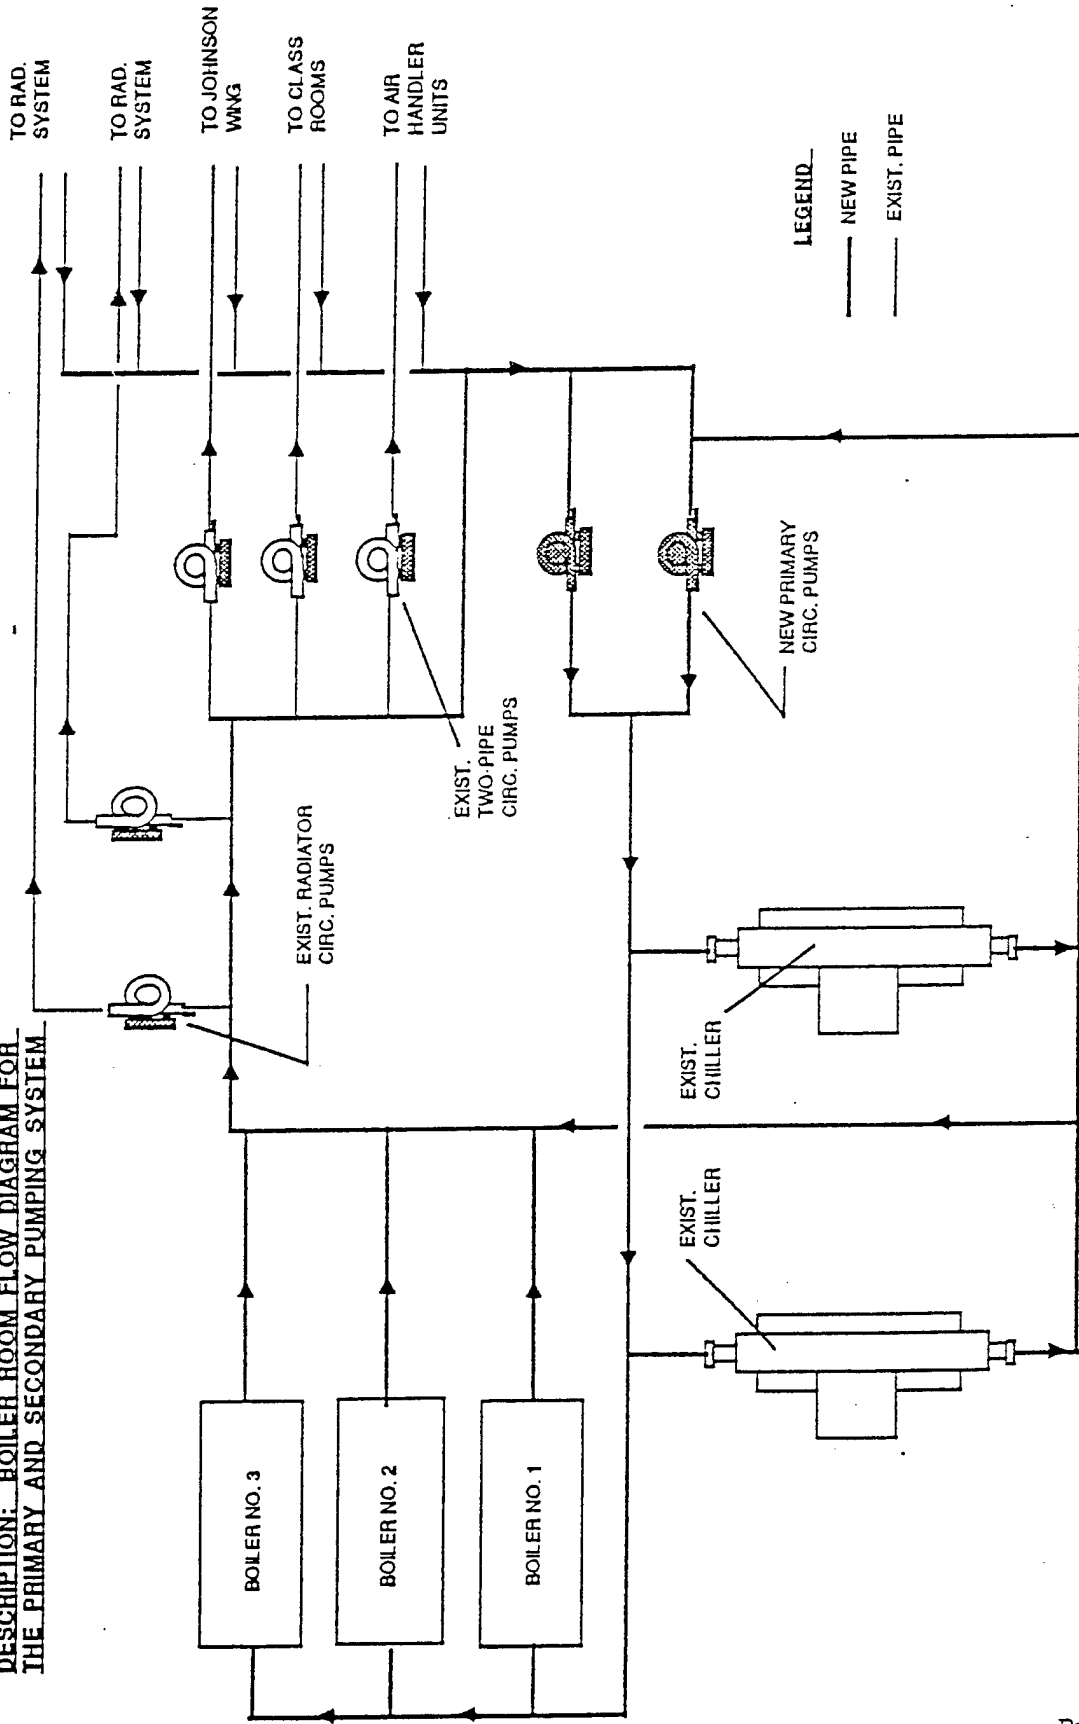 DESCRIPTION: BOILER ROOM FLOW DIAGRAM FOR
THE PRIMARY AND SECONDARY PUMPING SYSTEM
TO RAD.
SYSTEM
TO RAD.
SYSTEM
TO JOHNSON
WING
TO CLASS
ROOMS
TO AIR
HANDLER
UNITS
EXIST. RADIATOR
CIRC. PUMPS
EXIST.
TWO-PIPE
CIRC. PUMPS
NEW PRIMARY
CIRC. PUMPS
BOILER NO. 3
BOILER NO. 2
BOILER NO. 1
EXIST.
CHILLER
EXIST.
CHILLER
LEGEND
NEW PIPE
EXIST. PIPE